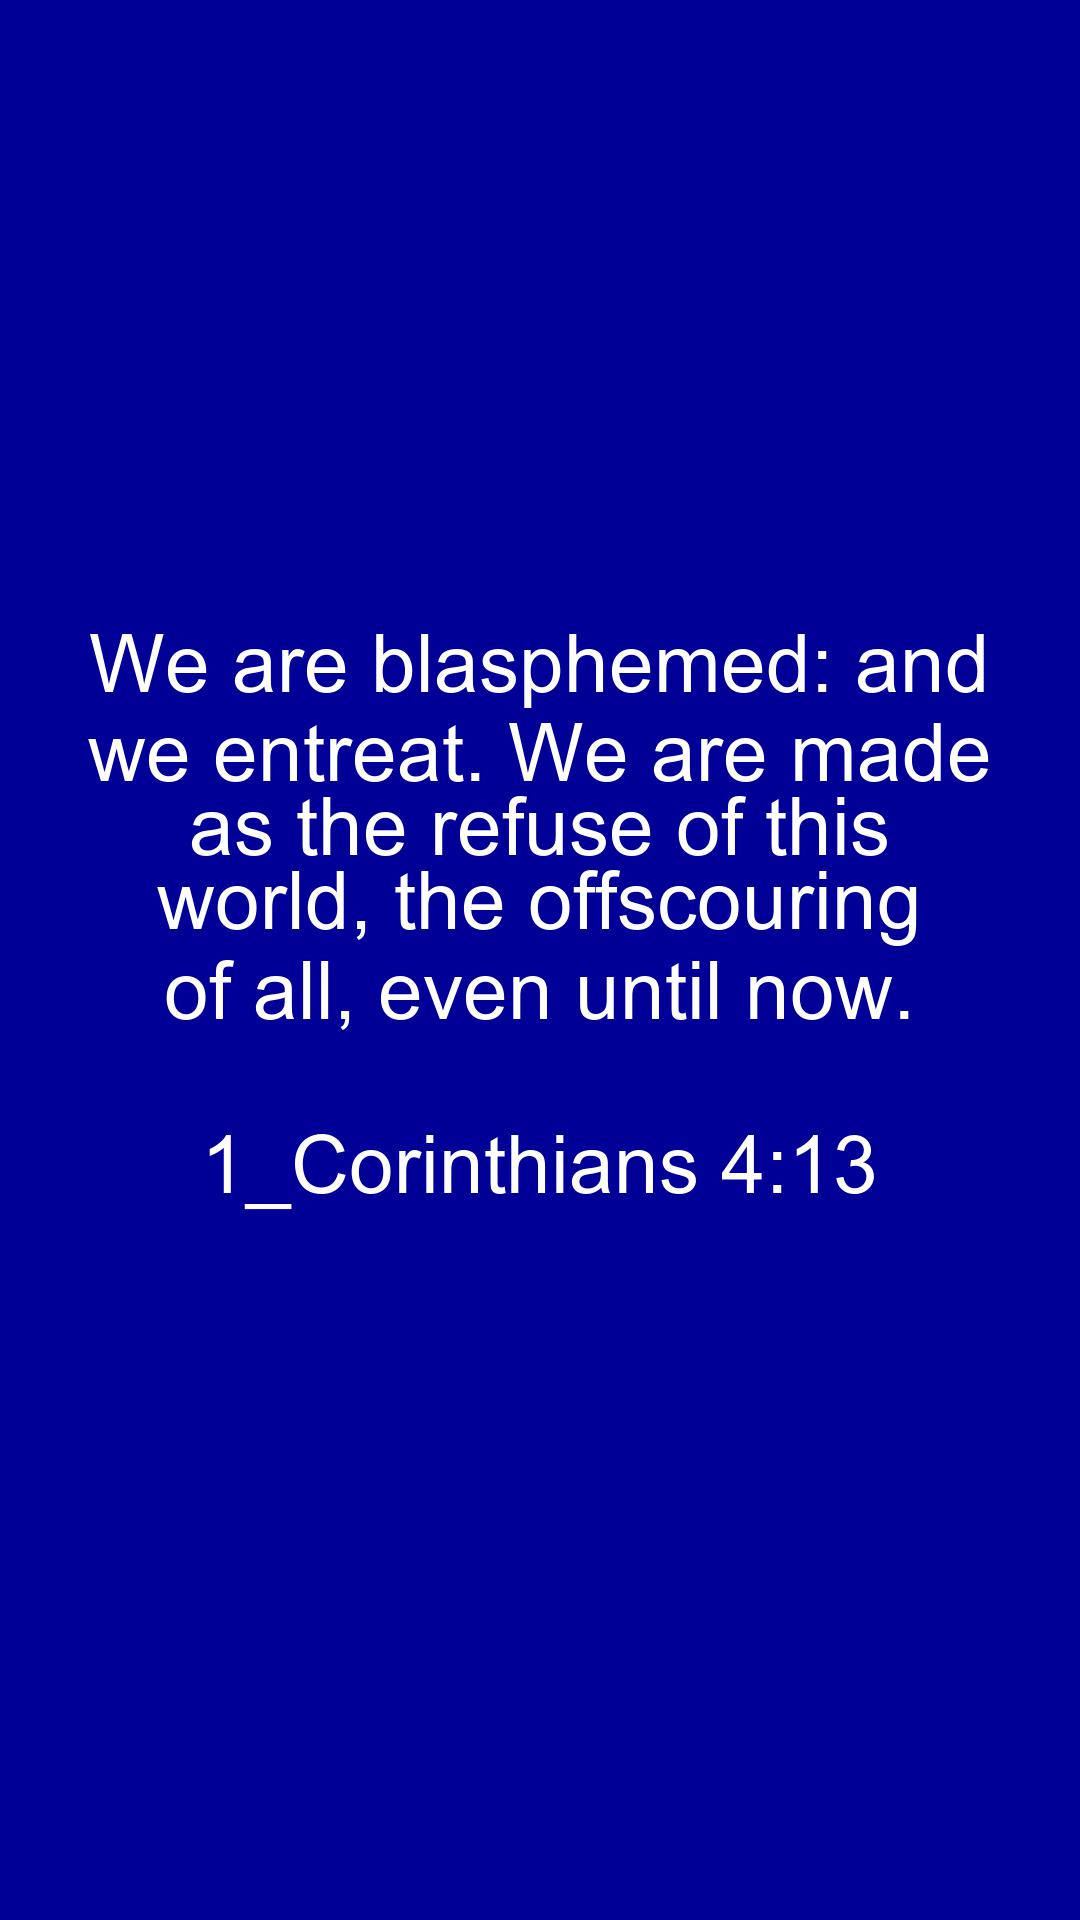 We are blasphemed: and
we entreat. We are made
as the refuse of this
world, the offscouring
of all, even until now.
1_Corinthians 4:13